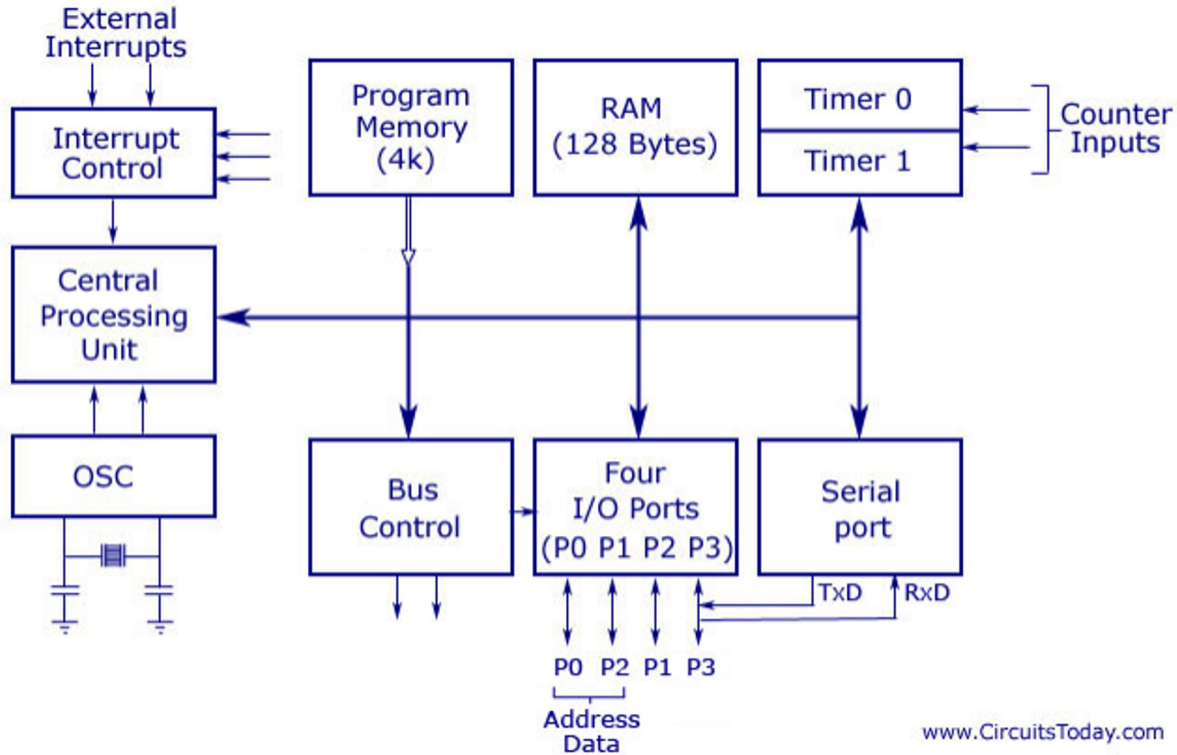 External
Interrupts
Interrupt
Control
Program
Memory
(4k)
RAM
(128 Bytes)
Timer 0
Timer 1
Counter
Inputs
Central
Processing
Unit
OSC
Bus
Control
Four
I/O Ports
(P0 P1 P2 P3)
Serial
port
TxD RxD
P0 P2 P1 P3
Address
Data
www.CircuitsToday.com